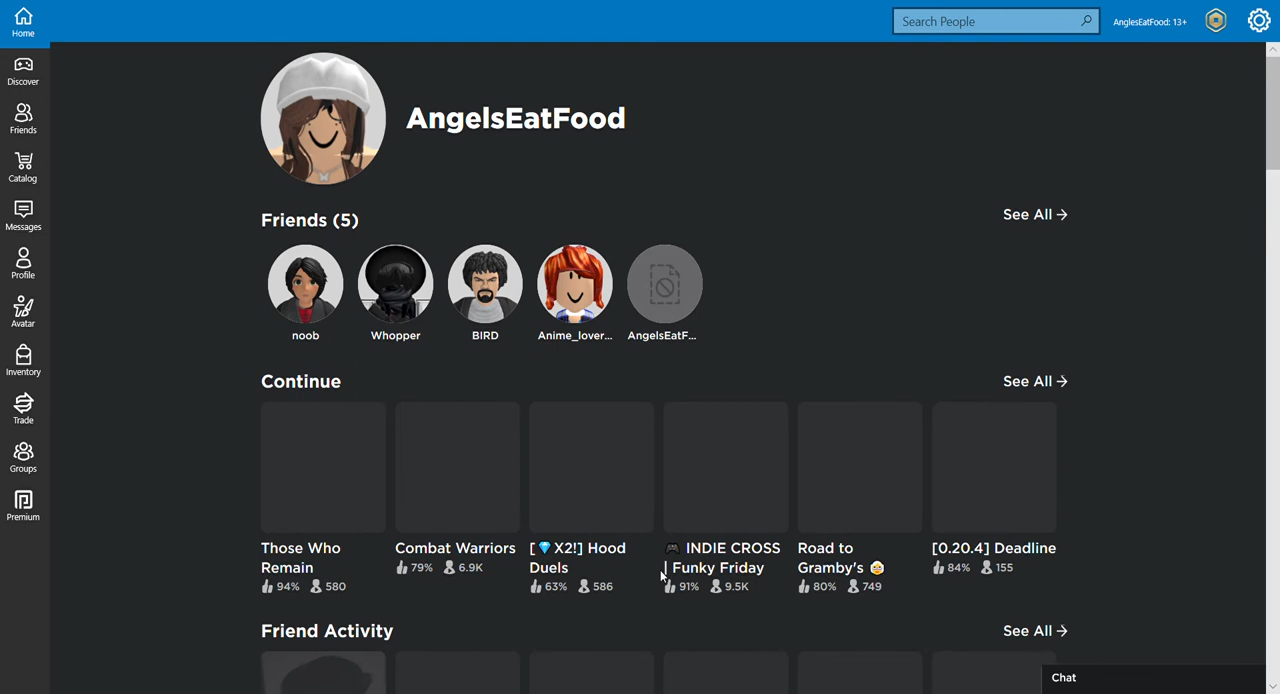 Home
Search People
AnglesEatFood: 13+
Discover
Friends
Catalog
Messages
Profile
Avatar
Inventory
Trade
Groups
Premium
AngelsEatFood
Friends (5)
See All →
noob
Whopper
BIRD
Anime_lover...
AngelsEatF...
Continue
See All →
Those Who
Remain
94% 580
Combat Warriors
79% 6.9K
[💎X2!] Hood
Duels
63% 586
🎮 INDIE CROSS
| Funky Friday
91% 9.5K
Road to
Gramby's 😳
80% 749
[0.20.4] Deadline
84% 155
Friend Activity
See All →
Chat